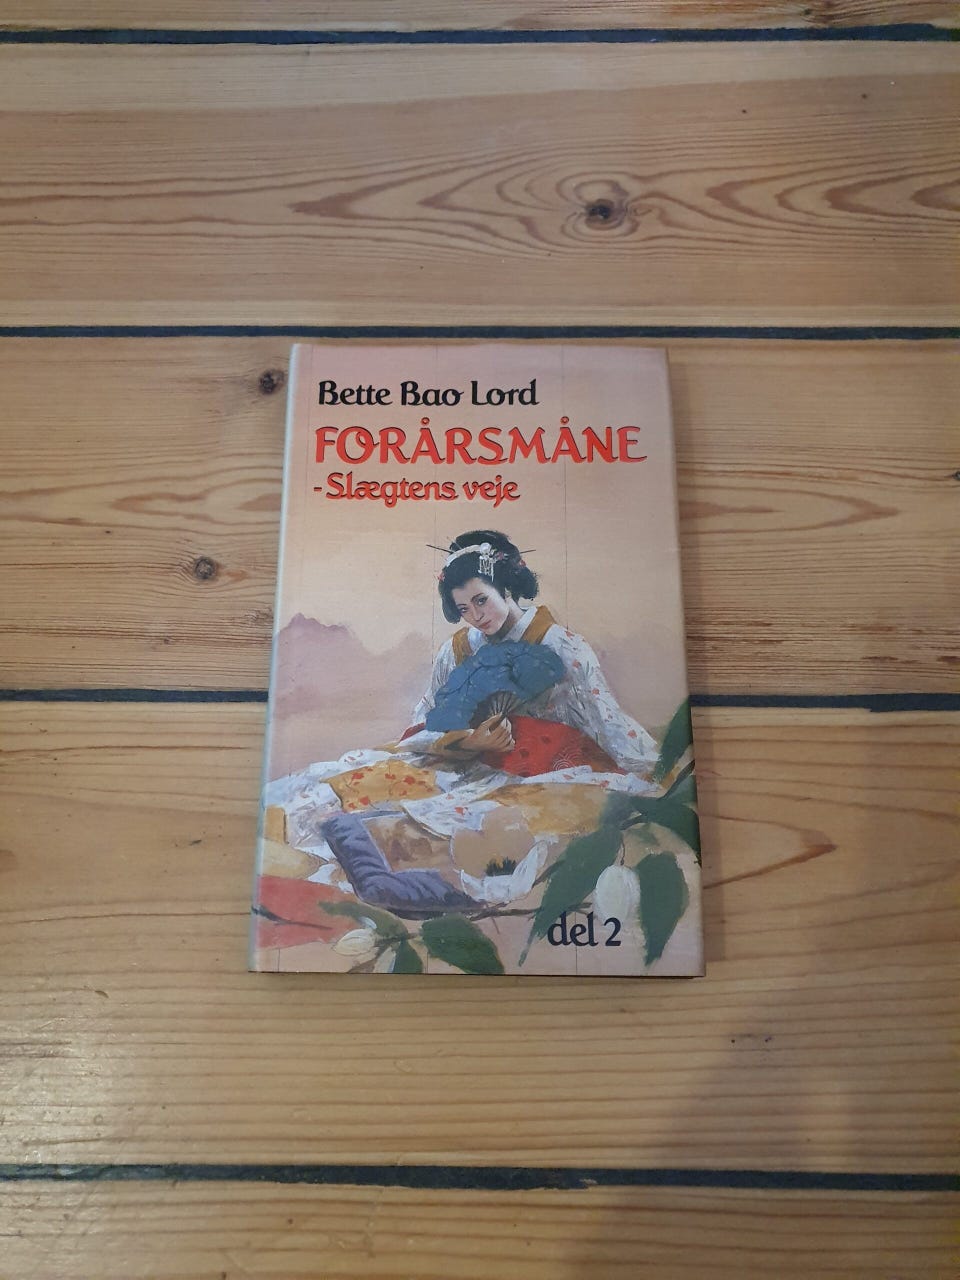 Bette Bao Lord
FORÅRSMÅNE
-Slægtens veje
del 2